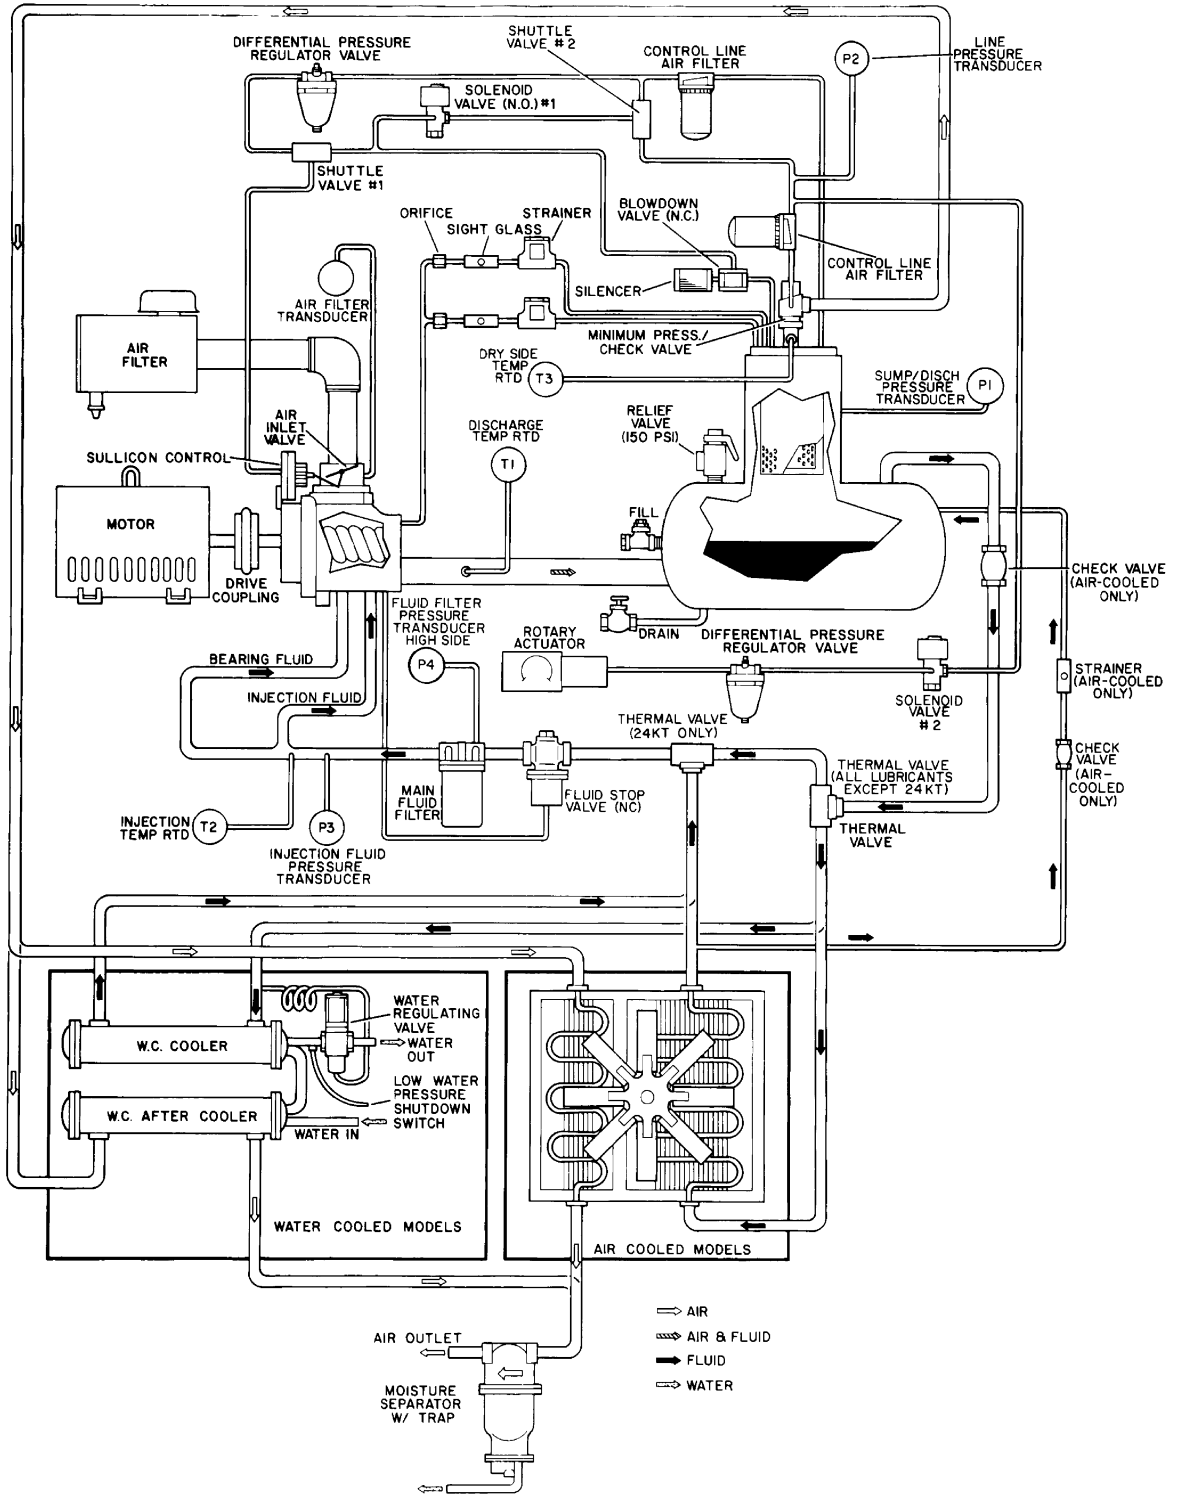 SHUTTLE
VALVE #2
DIFFERENTIAL PRESSURE
REGULATOR VALVE
CONTROL LINE
AIR FILTER
P2
LINE
PRESSURE
TRANSDUCER
SOLENOID
VALVE (N.O.) #1
SHUTTLE
VALVE #1
ORIFICE
SIGHT GLASS
STRAINER
BLOWDOWN
VALVE (N.C.)
CONTROL LINE
AIR FILTER
SILENCER
AIR FILTER
TRANSDUCER
MINIMUM PRESS./
CHECK VALVE
AIR
FILTER
DRY SIDE
TEMP
RTD
T3
SUMP/DISCH
PRESSURE
TRANSDUCER
P1
AIR
INLET
VALVE
RELIEF
VALVE
(150 PSI)
DISCHARGE
TEMP RTD
T1
SULLICON CONTROL
MOTOR
FILL
DRIVE
COUPLING
CHECK VALVE
(AIR-COOLED
ONLY)
FLUID FILTER
PRESSURE
TRANSDUCER
HIGH SIDE
P4
DRAIN
ROTARY
ACTUATOR
DIFFERENTIAL PRESSURE
REGULATOR VALVE
BEARING FLUID
INJECTION FLUID
STRAINER
(AIR-COOLED
ONLY)
SOLENOID
VALVE
#2
THERMAL VALVE
(24KT ONLY)
CHECK
VALVE
(AIR-
COOLED
ONLY)
THERMAL VALVE
(ALL LUBRICANTS
EXCEPT 24KT)
MAIN
FLUID
FILTER
FLUID STOP
VALVE (NC)
INJECTION
TEMP RTD
T2
P3
THERMAL
VALVE
INJECTION FLUID
PRESSURE
TRANSDUCER
WATER
REGULATING
VALVE
WATER
OUT
W.C. COOLER
LOW WATER
PRESSURE
SHUTDOWN
SWITCH
W.C. AFTER COOLER
WATER IN
WATER COOLED MODELS
AIR COOLED MODELS
AIR
AIR & FLUID
FLUID
WATER
AIR OUTLET
MOISTURE
SEPARATOR
W/ TRAP